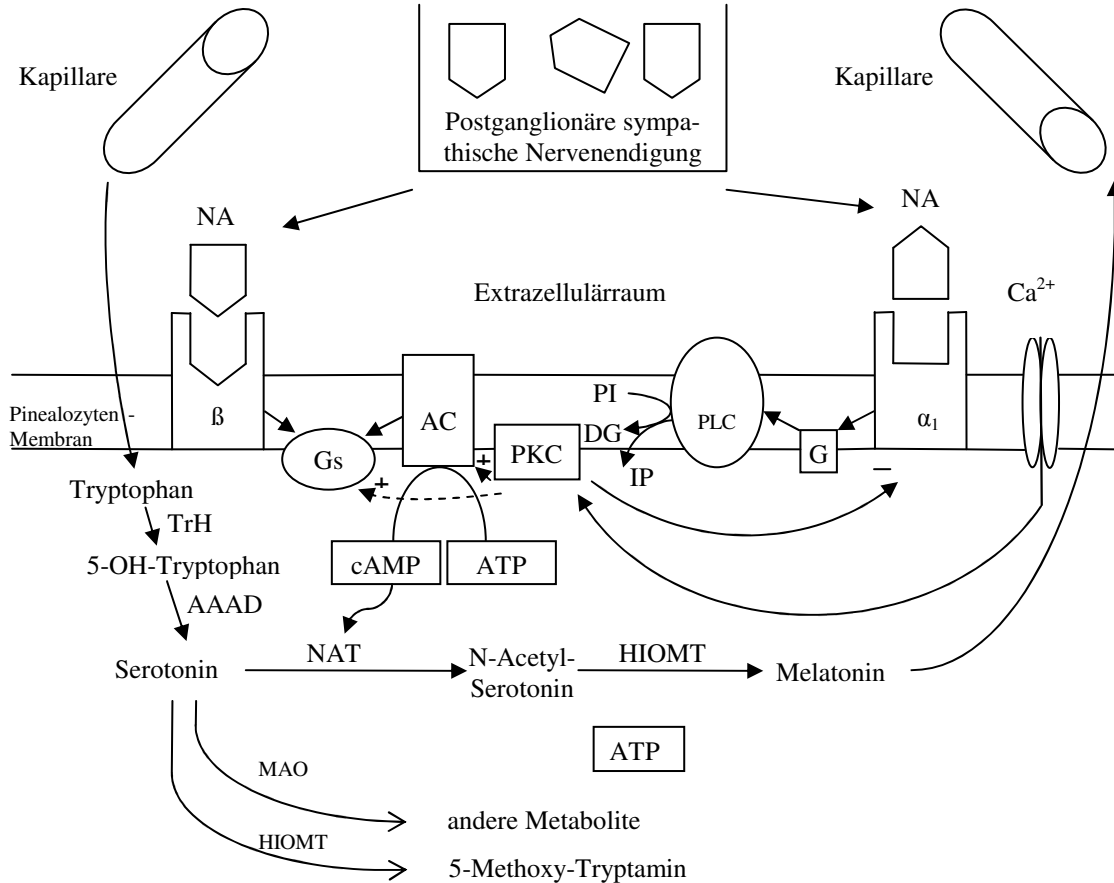 Kapillare
Kapillare
Postganglionäre sympa-
thische Nervenendigung
NA
NA
Extrazellulärraum
Ca²⁺
Pinealozyten -
Membran
ß
AC
PI
DG
IP
PLC
G
α₁
Gs
PKC
+
+
–
Tryptophan
TrH
5-OH-Tryptophan
AAAD
cAMP
ATP
Serotonin
NAT
N-Acetyl-
Serotonin
HIOMT
Melatonin
ATP
MAO
andere Metabolite
HIOMT
5-Methoxy-Tryptamin